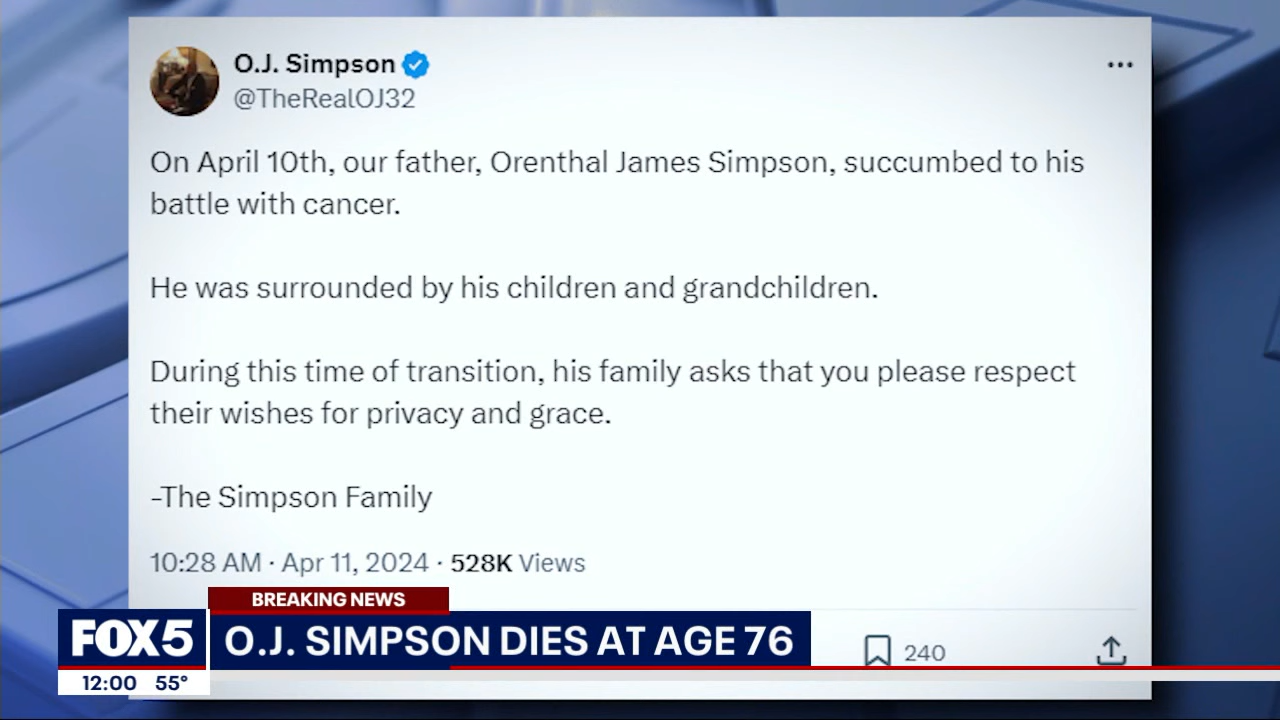 O.J. Simpson
@TheRealOJ32
On April 10th, our father, Orenthal James Simpson, succumbed to his
battle with cancer.
He was surrounded by his children and grandchildren.
During this time of transition, his family asks that you please respect
their wishes for privacy and grace.
-The Simpson Family
10:28 AM · Apr 11, 2024 · 528K Views
BREAKING NEWS
FOX 5
O.J. SIMPSON DIES AT AGE 76
240
12:00 55°